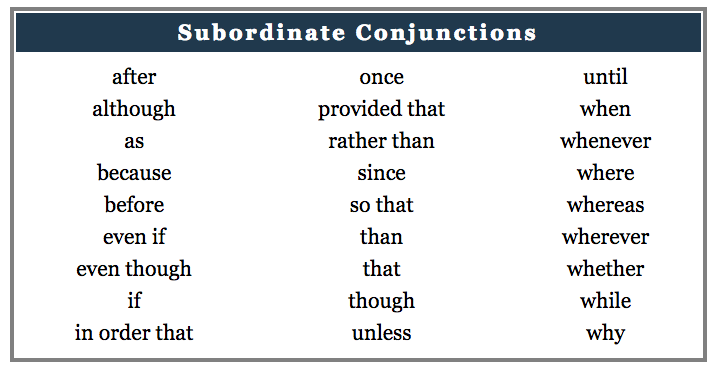 Subordinate Conjunctions
after once until
although provided that when
as rather than whenever
because since where
before so that whereas
even if than wherever
even though that whether
if though while
in order that unless why